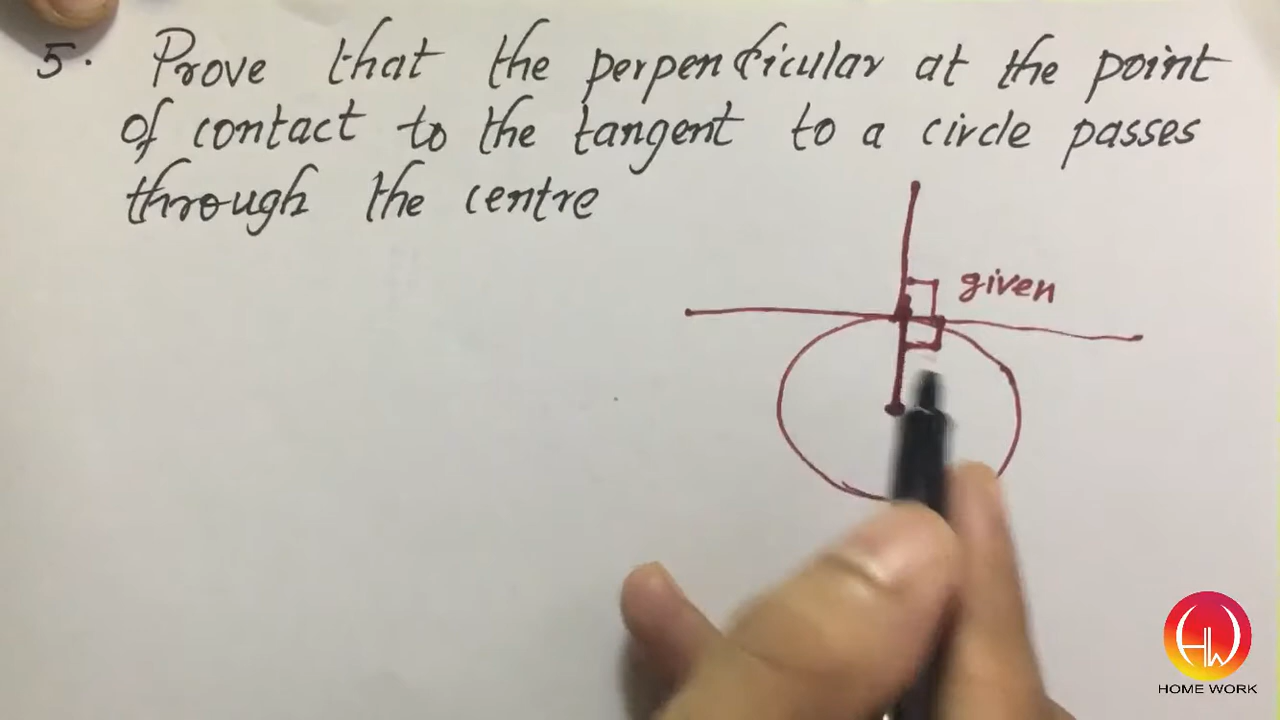 5. Prove that the perpendicular at the point
of contact to the tangent to a circle passes
through the centre
given
HW
HOME WORK